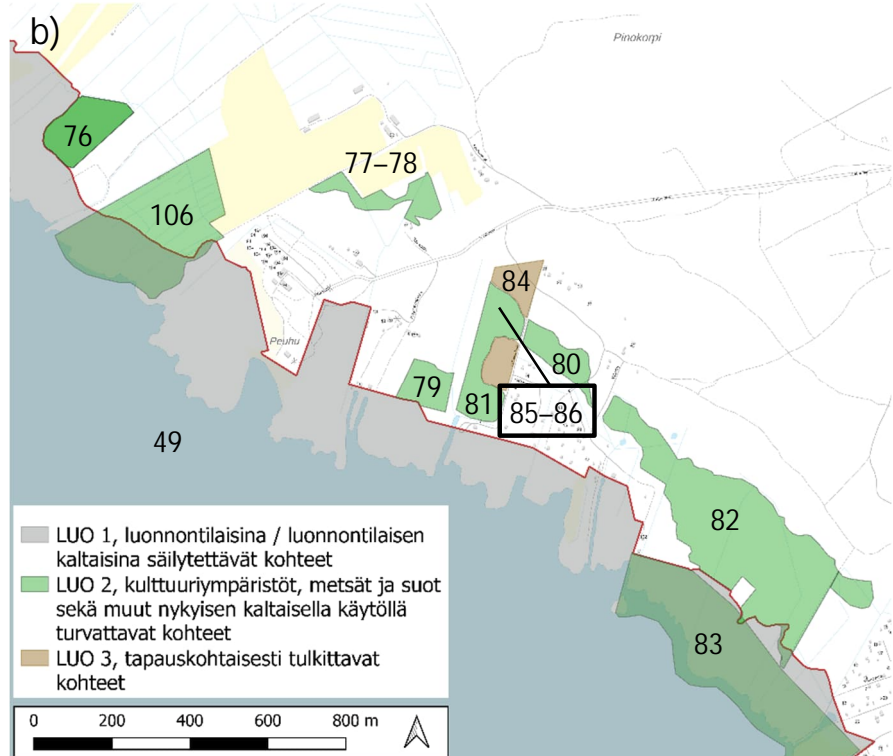 b)
Pinokorpi
76
77–78
106
84
Peuhu
80
79
81
85–86
49
82
83
LUO 1, luonnontilaisina / luonnontilaisen
kaltaisina säilytettävät kohteet
LUO 2, kulttuuriympäristöt, metsät ja suot
sekä muut nykyisen kaltaisella käytöllä
turvattavat kohteet
LUO 3, tapauskohtaisesti tulkittavat
kohteet
0 200 400 600 800 m